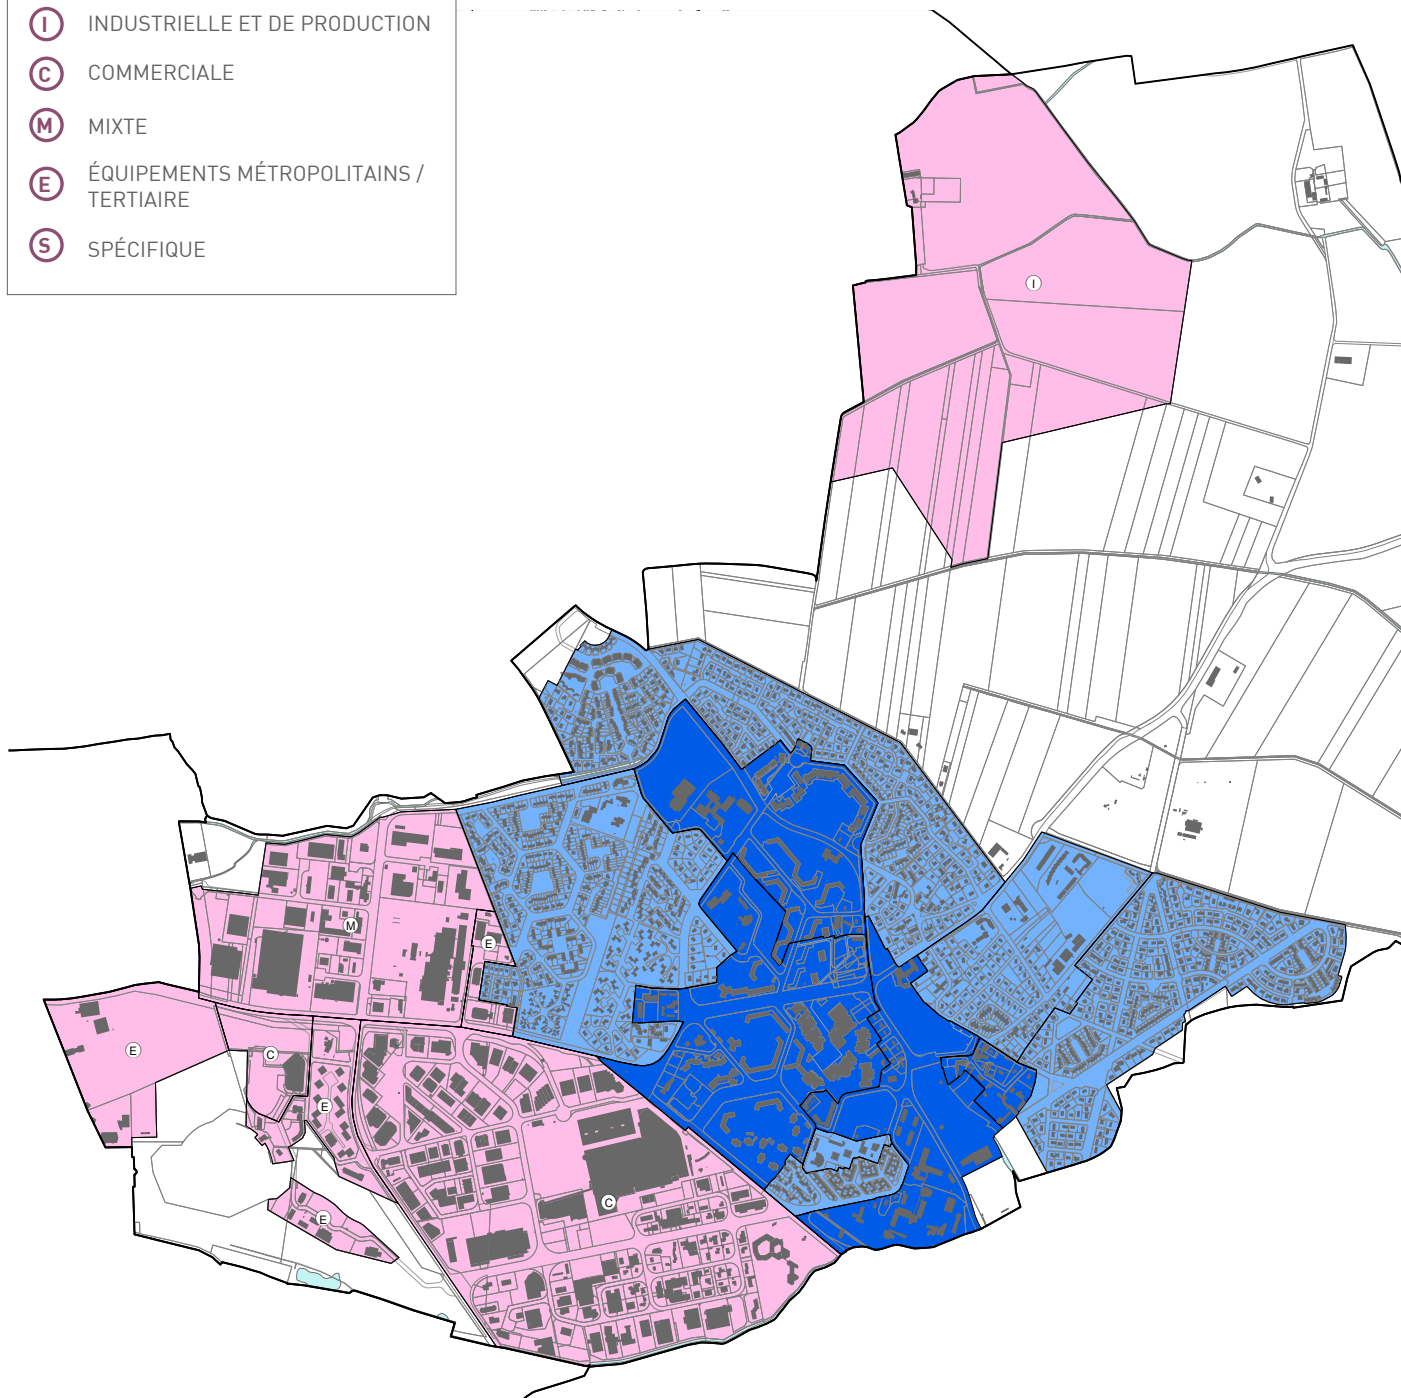 I INDUSTRIELLE ET DE PRODUCTION
C COMMERCIALE
M MIXTE
E ÉQUIPEMENTS MÉTROPOLITAINS /
TERTIAIRE
S SPÉCIFIQUE
I
M
E
E
C
E
C
E